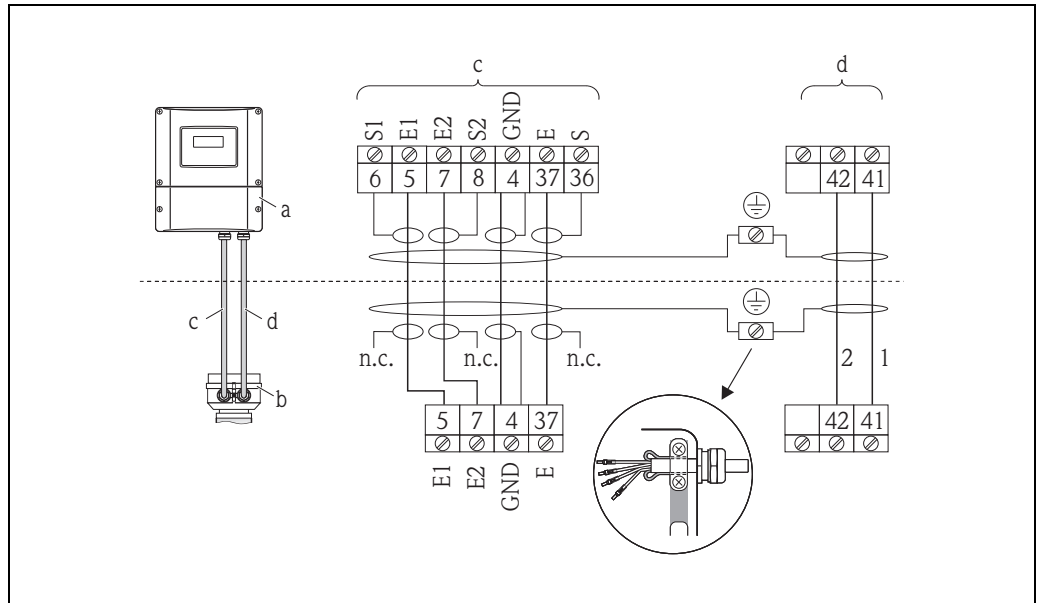 c
d
S1 E1 E2 S2 GND E S
6 5 7 8 4 37 36
42 41
a
c
d
b
n.c. n.c. n.c.
2 1
5 7 4 37
42 41
E1 E2 GND E